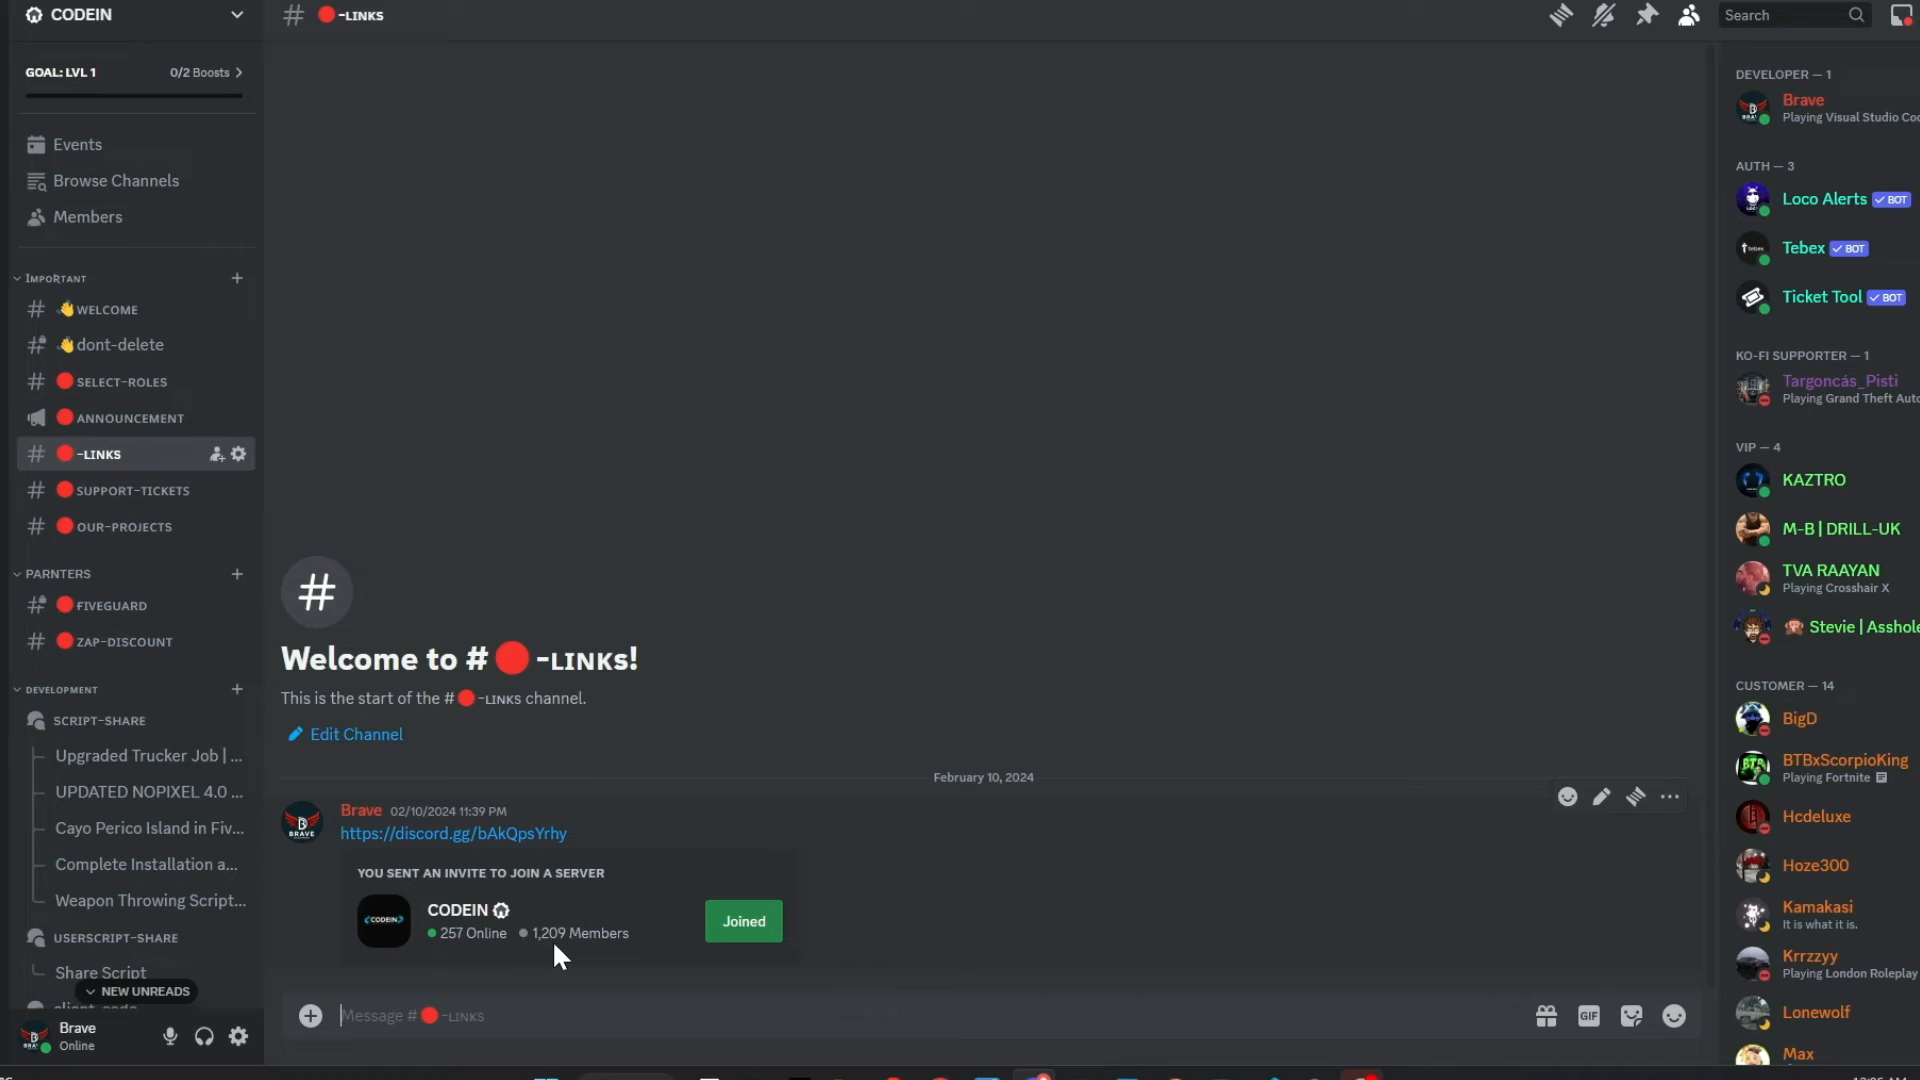 CODEIN
GOAL: LVL 1 0/2 Boosts
Events
Browse Channels
Members
IMPORTANT
WELCOME
dont-delete
SELECT-ROLES
ANNOUNCEMENT
-LINKS
SUPPORT-TICKETS
OUR-PROJECTS
PARNTERS
FIVEGUARD
ZAP-DISCOUNT
DEVELOPMENT
SCRIPT-SHARE
Upgraded Trucker Job | ...
UPDATED NOPIXEL 4.0 ...
Cayo Perico Island in Fiv...
Complete Installation a...
Weapon Throwing Script...
USERSCRIPT-SHARE
Share Script
NEW UNREADS
Brave
Online
# -LINKS
Search
Welcome to # -LINKS!
This is the start of the # -LINKS channel.
Edit Channel
February 10, 2024
Brave 02/10/2024 11:39 PM
https://discord.gg/bAkQpsYrhy
YOU SENT AN INVITE TO JOIN A SERVER
CODEIN
257 Online 1,209 Members
Joined
Message # -LINKS
GIF
DEVELOPER — 1
Brave
Playing Visual Studio Coo
AUTH — 3
Loco Alerts BOT
Tebex BOT
Ticket Tool BOT
KO-FI SUPPORTER — 1
Targoncás_Pisti
Playing Grand Theft Auto
VIP — 4
KAZTRO
M-B | DRILL-UK
TVA RAAYAN
Playing Crosshair X
Stevie | Asshole
CUSTOMER — 14
BigD
BTBxScorpioKing
Playing Fortnite
Hcdeluxe
Hoze300
Kamakasi
It is what it is.
Krrzzyy
Playing London Roleplay
Lonewolf
Max